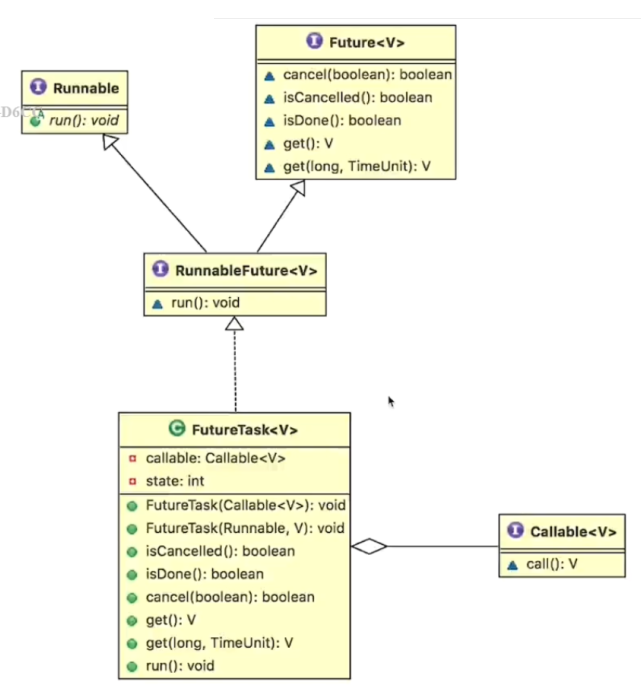 Future<V>
cancel(boolean): boolean
isCancelled(): boolean
isDone(): boolean
get(): V
get(long, TimeUnit): V
Runnable
run(): void
RunnableFuture<V>
run(): void
FutureTask<V>
callable: Callable<V>
state: int
FutureTask(Callable<V>): void
FutureTask(Runnable, V): void
isCancelled(): boolean
isDone(): boolean
cancel(boolean): boolean
get(): V
get(long, TimeUnit): V
run(): void
Callable<V>
call(): V